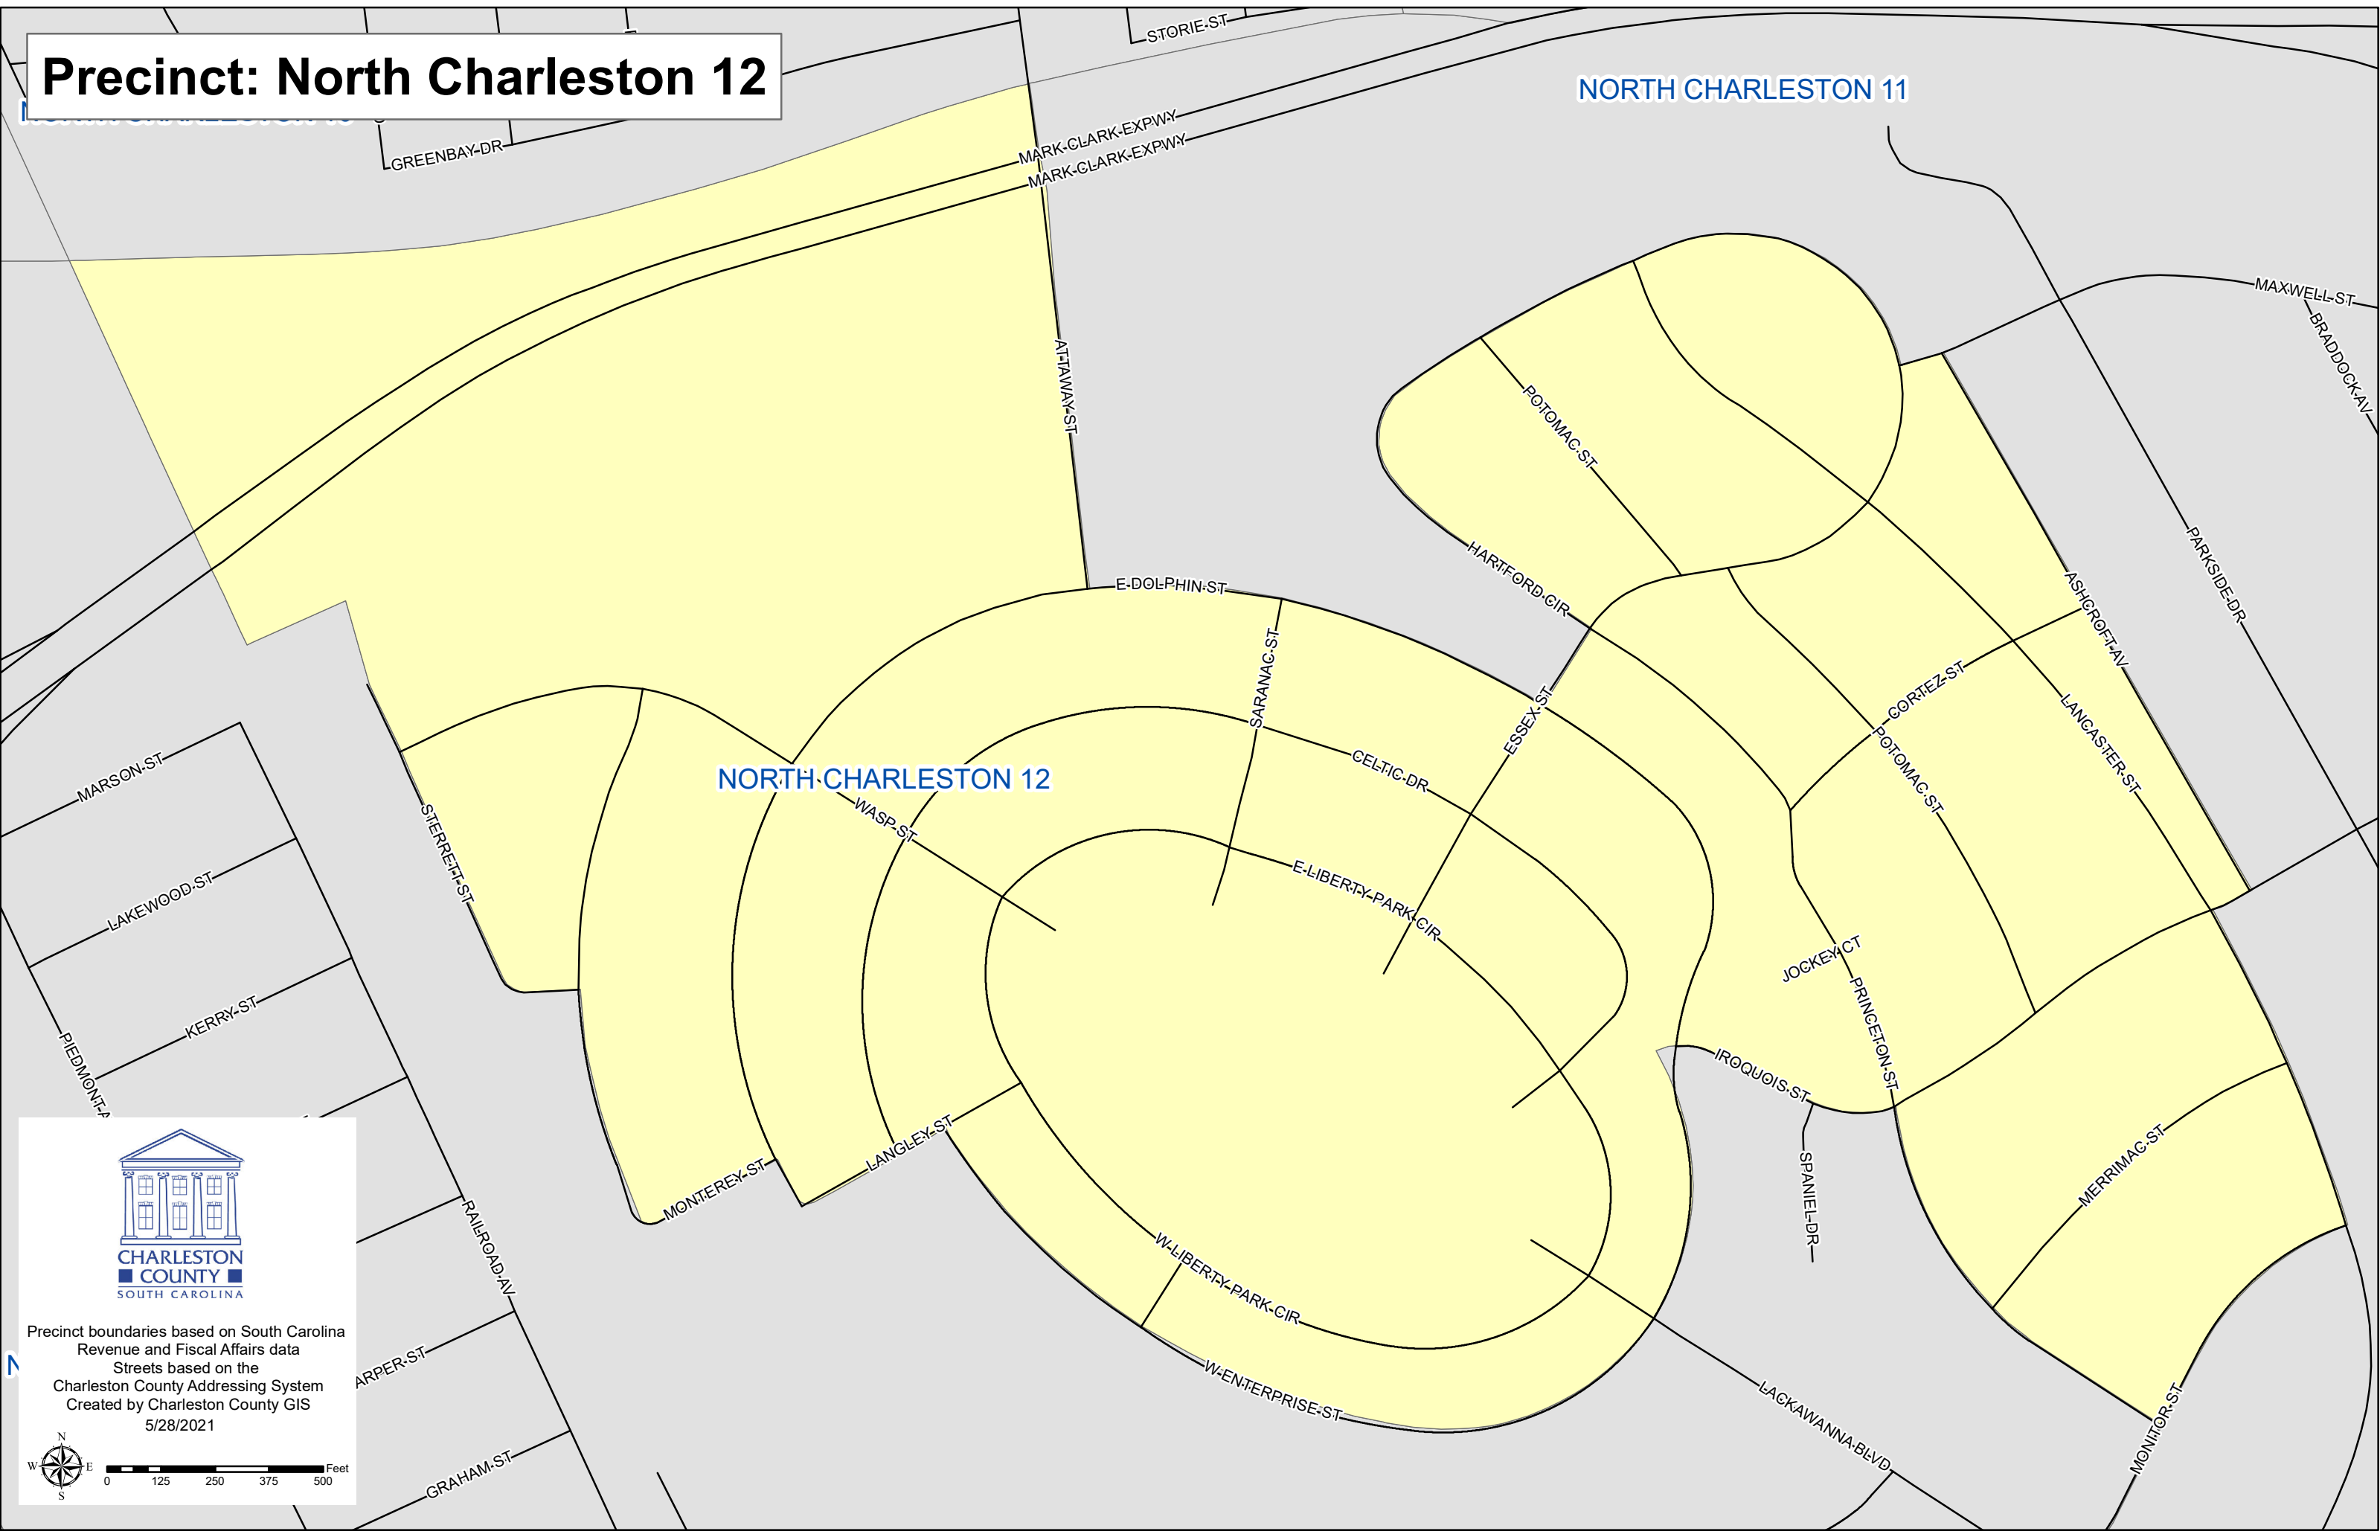 STORIE ST
Precinct: North Charleston 12
NORTH CHARLESTON 11
GREENBAY DR
MARK CLARK EXPWY
MARK CLARK EXPWY
MAXWELL ST
BRADDOCK AV
ATTAWAY ST
POTOMAC ST
PARKSIDE DR
HARTFORD CIR
E DOLPHIN ST
ASHCROFT AV
SARANAC ST
CORTEZ ST
ESSEX ST
LANCASTER ST
POTOMAC ST
CELTIC DR
MARSON ST
NORTH CHARLESTON 12
WASP ST
STERRETT ST
LAKEWOOD ST
E LIBERTY PARK CIR
JOCKEY CT
PRINCETON ST
KERRY ST
PIEDMONT A
IROQUOIS ST
LANGLEY ST
MERRIMAC ST
MONTEREY ST
SPANIEL DR
RAILROAD AV
W LIBERTY PARK CIR
W ENTERPRISE ST
LACKAWANNA BLVD
MONITOR ST
ARPER ST
GRAHAM ST
CHARLESTON
COUNTY
SOUTH CAROLINA
Precinct boundaries based on South Carolina
Revenue and Fiscal Affairs data
Streets based on the
Charleston County Addressing System
Created by Charleston County GIS
5/28/2021
N
W E
S
Feet
0 125 250 375 500